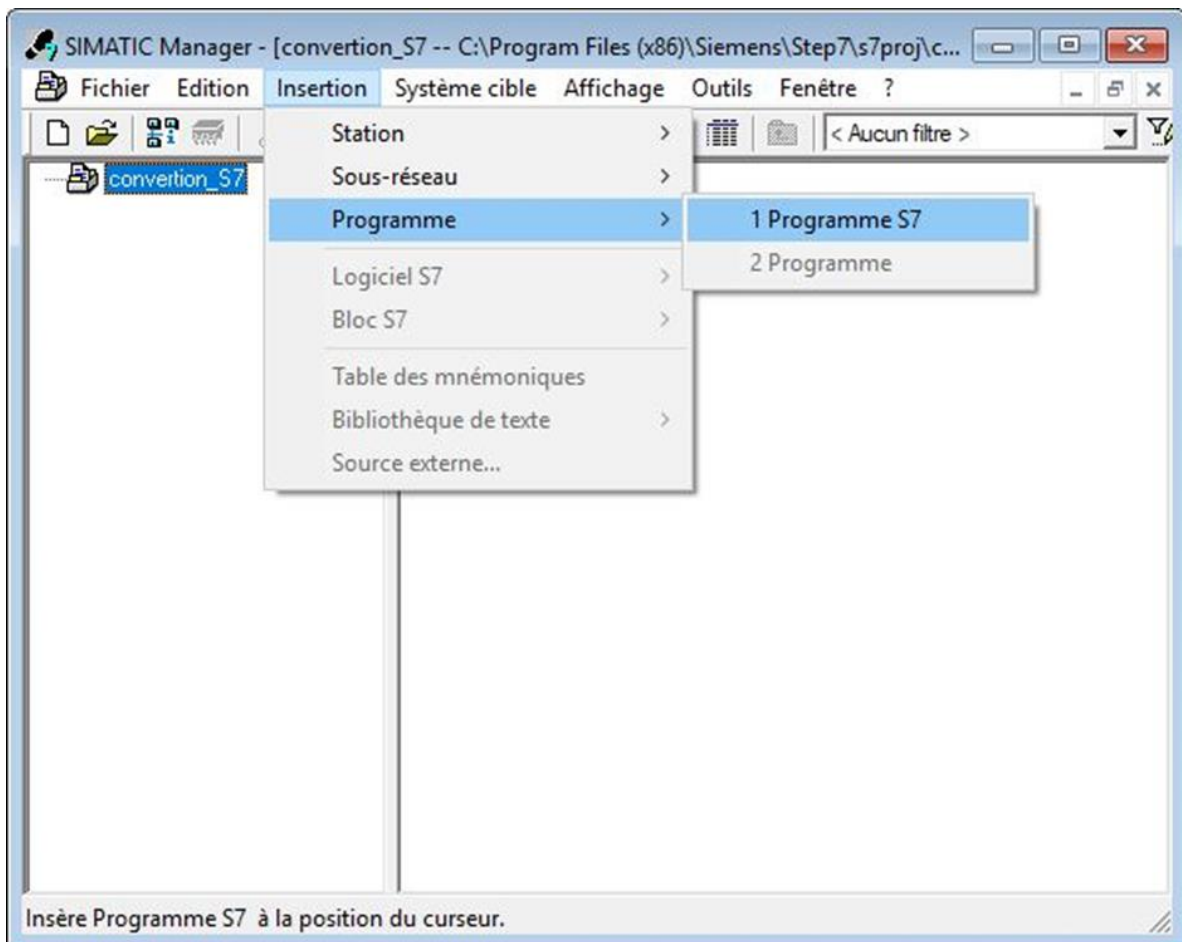 SIMATIC Manager - [convertion_S7 -- C:\Program Files (x86)\Siemens\Step7\s7proj\c...
Fichier Edition Insertion Système cible Affichage Outils Fenêtre ?
< Aucun filtre >
convertion_S7
Station
Sous-réseau
Programme
Logiciel S7
Bloc S7
Table des mnémoniques
Bibliothèque de texte
Source externe...
1 Programme S7
2 Programme
Insère Programme S7 à la position du curseur.